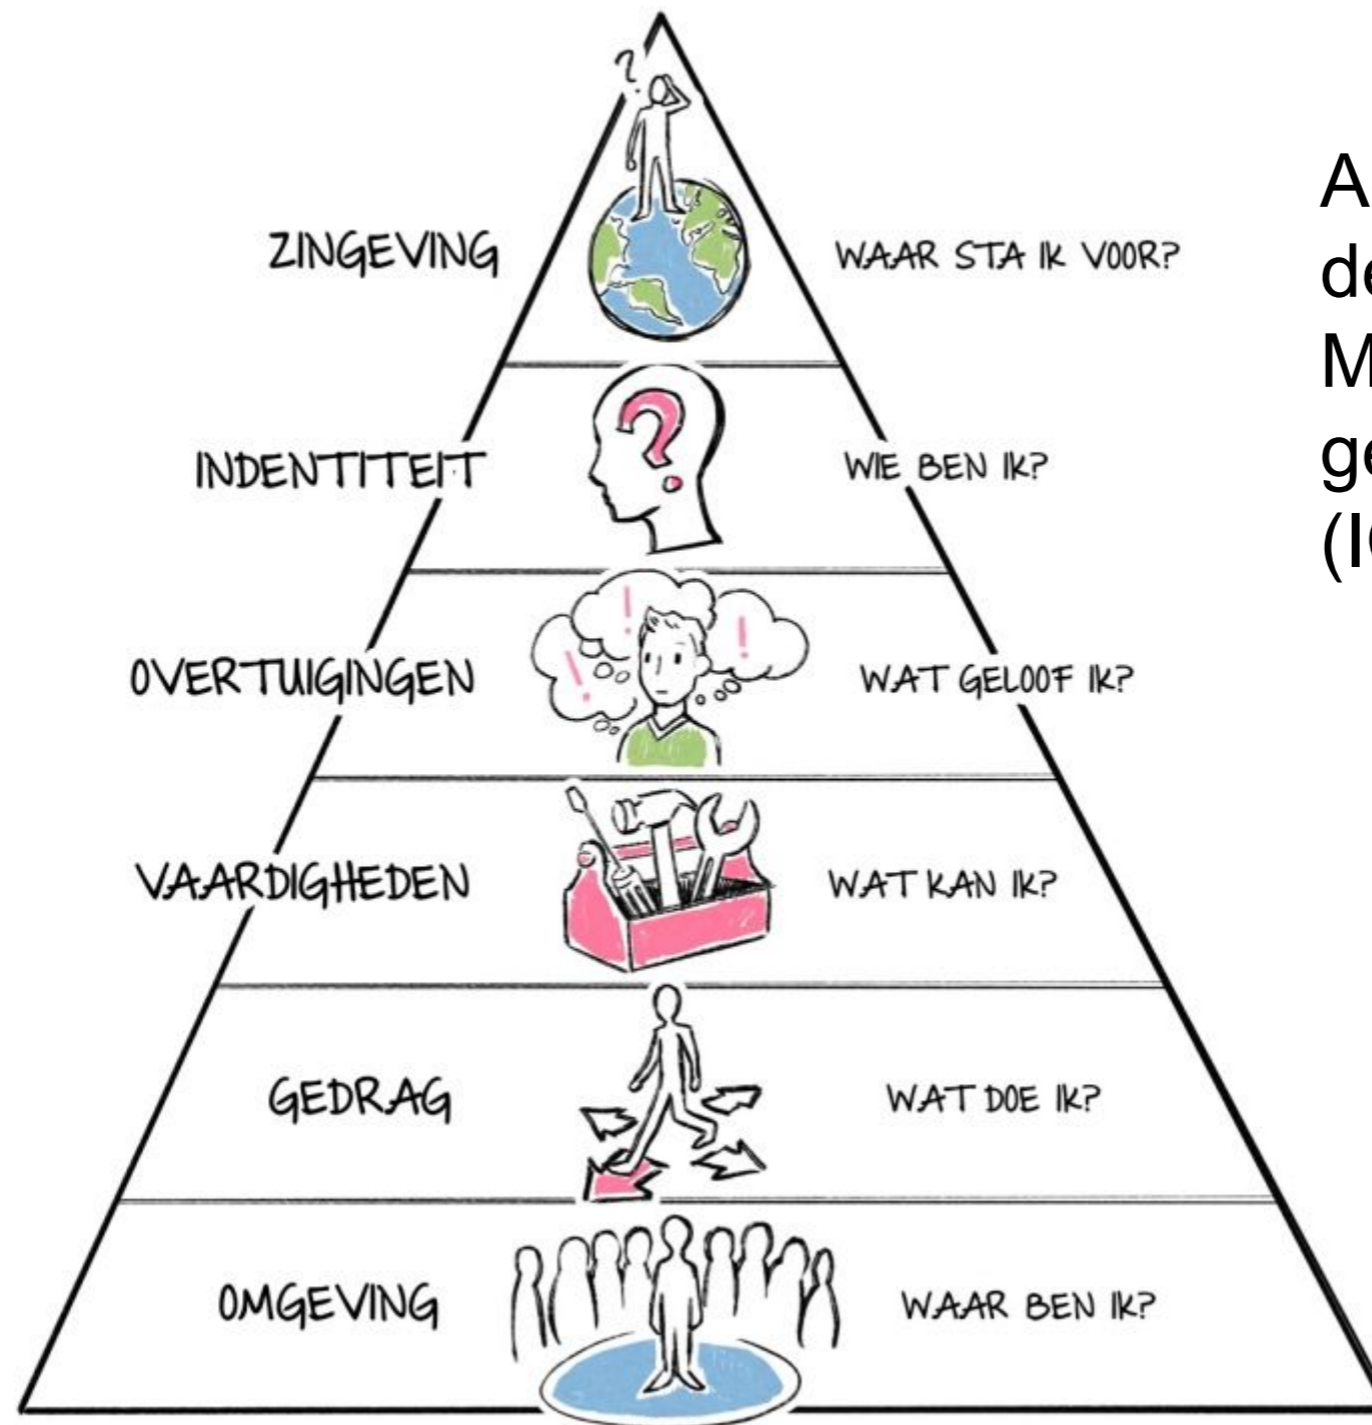 ZINGEVING WAAR STA IK VOOR?
INDENTITEIT WIE BEN IK?
OVERTUIGINGEN WAT GELOOF IK?
VAARDIGHEDEN WAT KAN IK?
GEDRAG WAT DOE IK?
OMGEVING WAAR BEN IK?